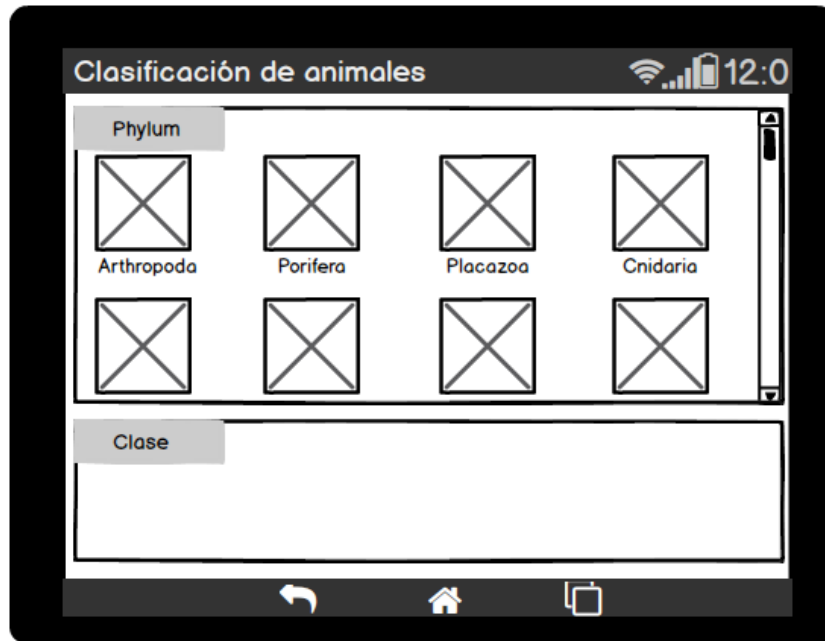 Clasificación de animales 12:0
Phylum
Arthropoda Porifera Placazoa Cnidaria
Clase